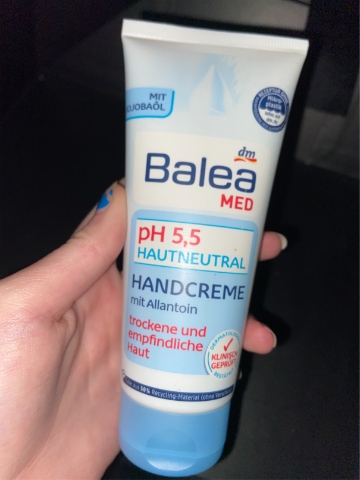 MIT
JOJOBAÖL
dm
Balea
MED
pH 5,5
HAUTNEUTRAL
HANDCREME
mit Allantoin
trockene und
empfindliche
Haut
KLINISCH
GEPRÜFT